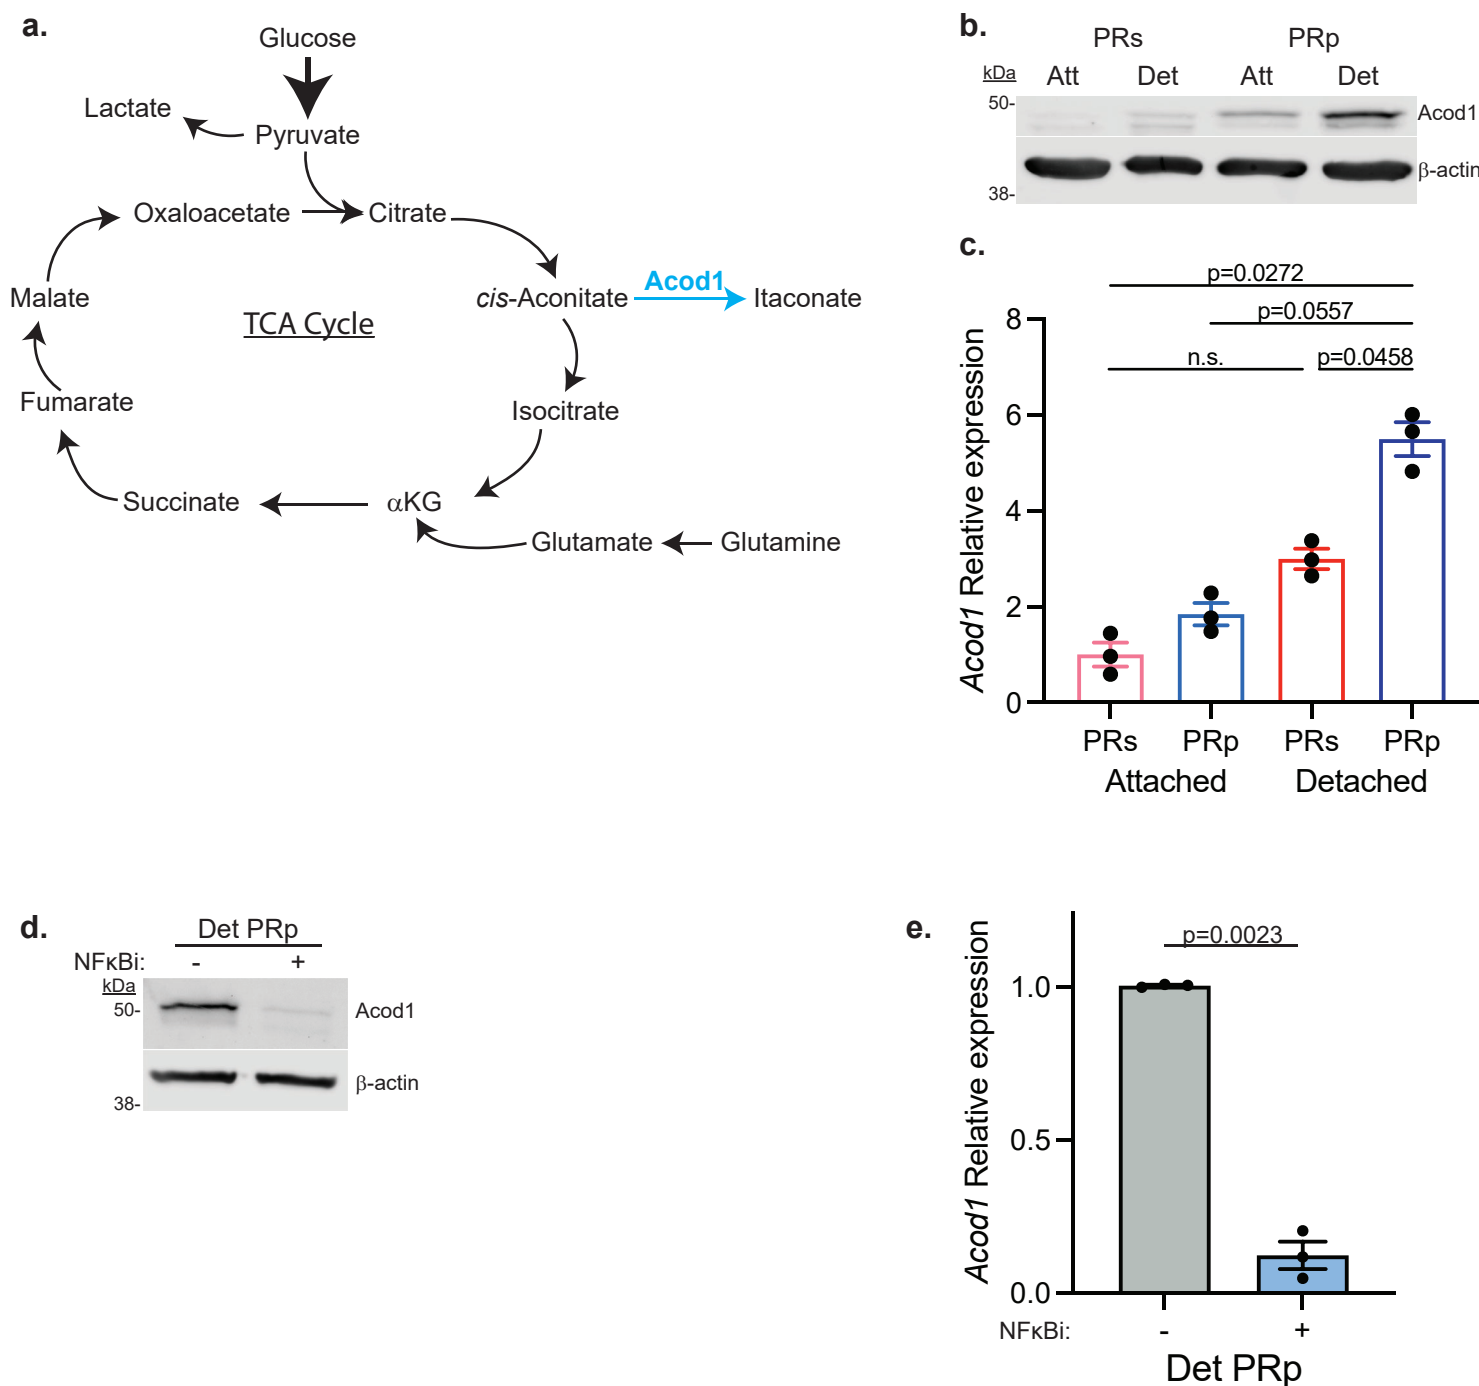 a.
Glucose
Lactate
Pyruvate
Oxaloacetate
Citrate
Malate
cis-Aconitate
Acod1
Itaconate
TCA Cycle
Fumarate
Isocitrate
Succinate
αKG
Glutamate
Glutamine
b.
PRs PRp
kDa Att Det Att Det
50-
Acod1
β-actin
38-
c.
p=0.0272
p=0.0557
n.s. p=0.0458
Acod1 Relative expression
8
6
4
2
0
PRs PRp PRs PRp
Attached Detached
d.
Det PRp
NFκBi: - +
kDa
50-
Acod1
β-actin
38-
e.
p=0.0023
Acod1 Relative expression
1.0
0.5
0.0
NFκBi: - +
Det PRp